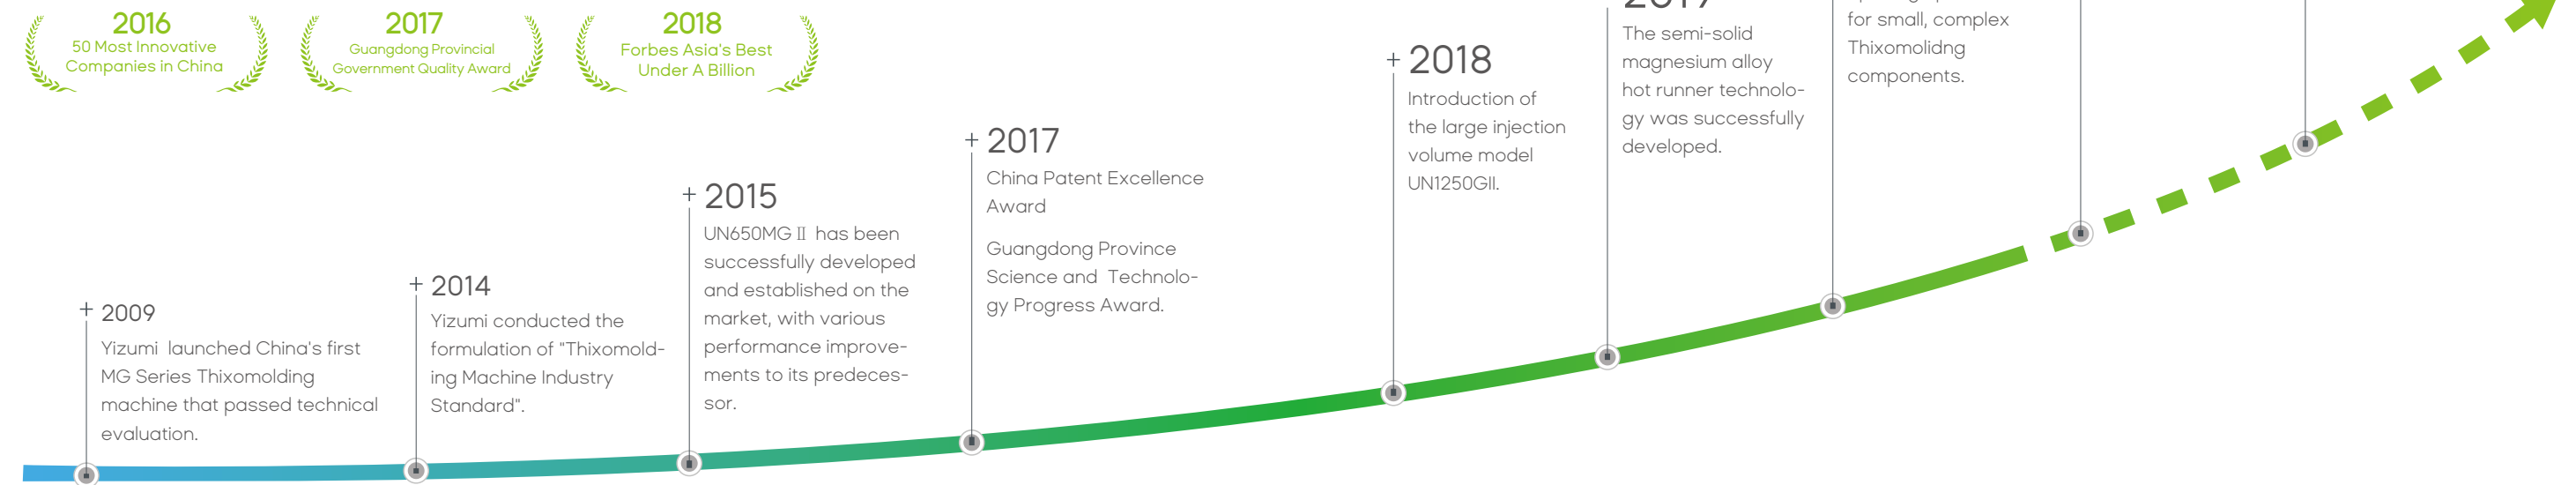 2016
50 Most Innovative
Companies in China
2017
Guangdong Provincial
Government Quality Award
2018
Forbes Asia's Best
Under A Billion
+ 2009
Yizumi launched China's first
MG Series Thixomolding
machine that passed technical
evaluation.
+ 2014
Yizumi conducted the
formulation of "Thixomold-
ing Machine Industry
Standard".
+ 2015
UN650MG II has been
successfully developed
and established on the
market, with various
performance improve-
ments to its predeces-
sor.
+ 2017
China Patent Excellence
Award
Guangdong Province
Science and Technolo-
gy Progress Award.
+ 2018
Introduction of
the large injection
volume model
UN1250GII.
2019
The semi-solid
magnesium alloy
hot runner technolo-
gy was successfully
developed.
for small, complex
Thixomolidng
components.